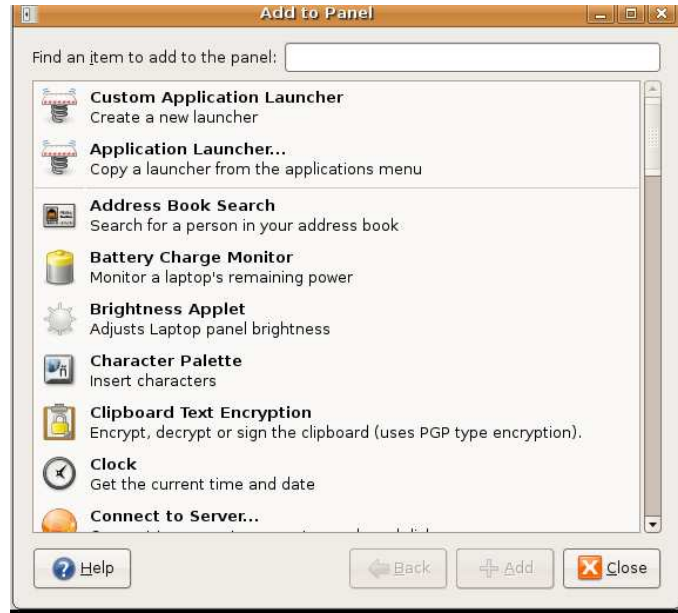 Add to Panel
Find an item to add to the panel:
Custom Application Launcher
Create a new launcher
Application Launcher...
Copy a launcher from the applications menu
Address Book Search
Search for a person in your address book
Battery Charge Monitor
Monitor a laptop's remaining power
Brightness Applet
Adjusts Laptop panel brightness
Character Palette
Insert characters
Clipboard Text Encryption
Encrypt, decrypt or sign the clipboard (uses PGP type encryption).
Clock
Get the current time and date
Connect to Server...
Help
Back
Add
Close